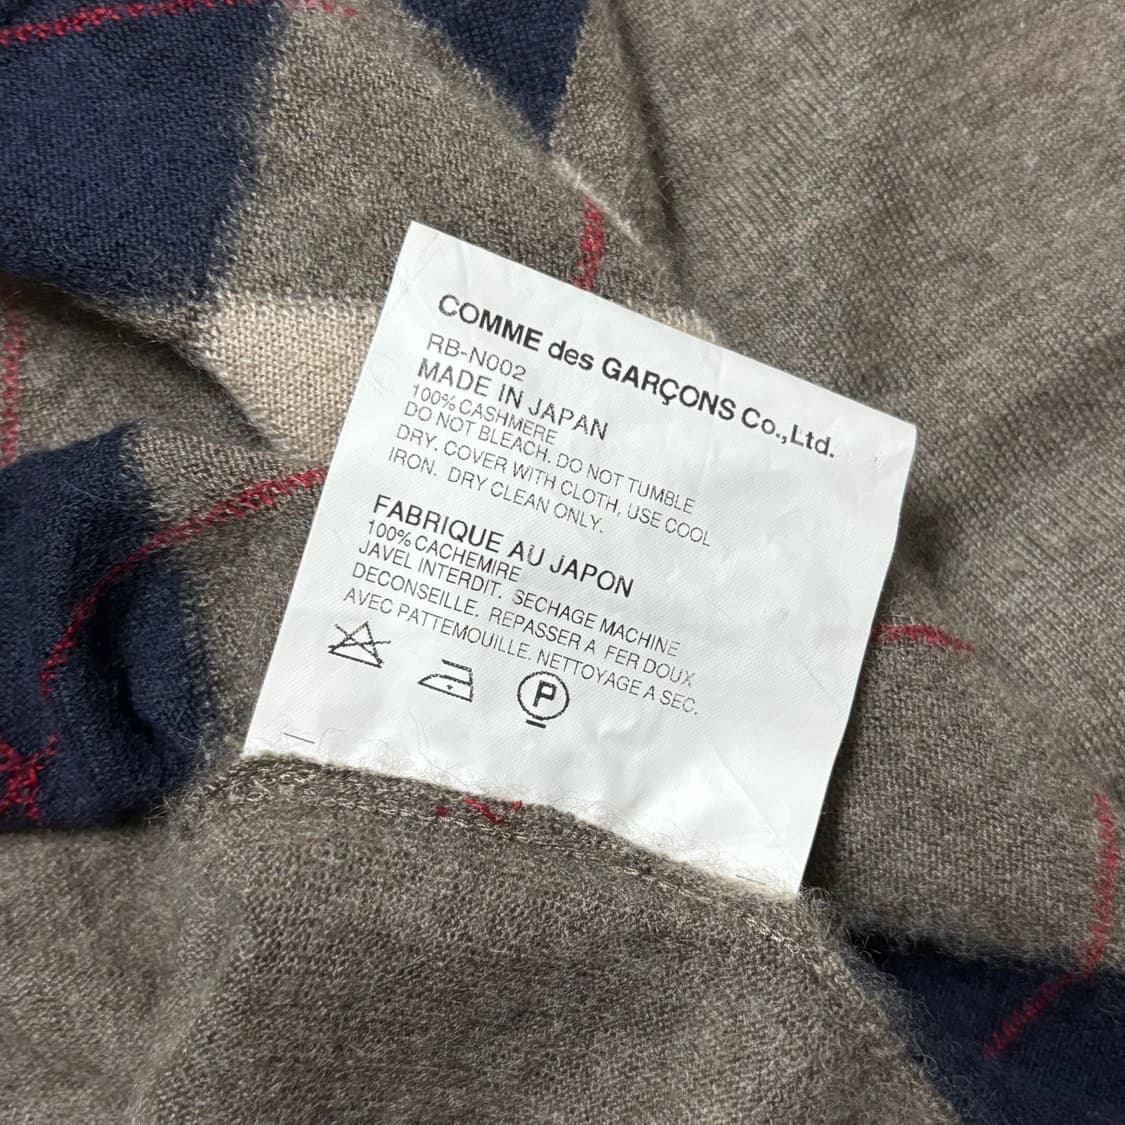 COMME des GARÇONS Co.,Ltd.
RB-N002
MADE IN JAPAN
100%CASHMERE
DO NOT BLEACH. DO NOT TUMBLE
DRY. COVER WITH CLOTH, USE COOL
IRON. DRY CLEAN ONLY.
FABRIQUE AU JAPON
100%CACHEMIRE
JAVEL INTERDIT. SECHAGE MACHINE
DECONSEILLE. REPASSER A FER DOUX
AVEC PATTEMOUILLE. NETTOYAGE A SEC.
P